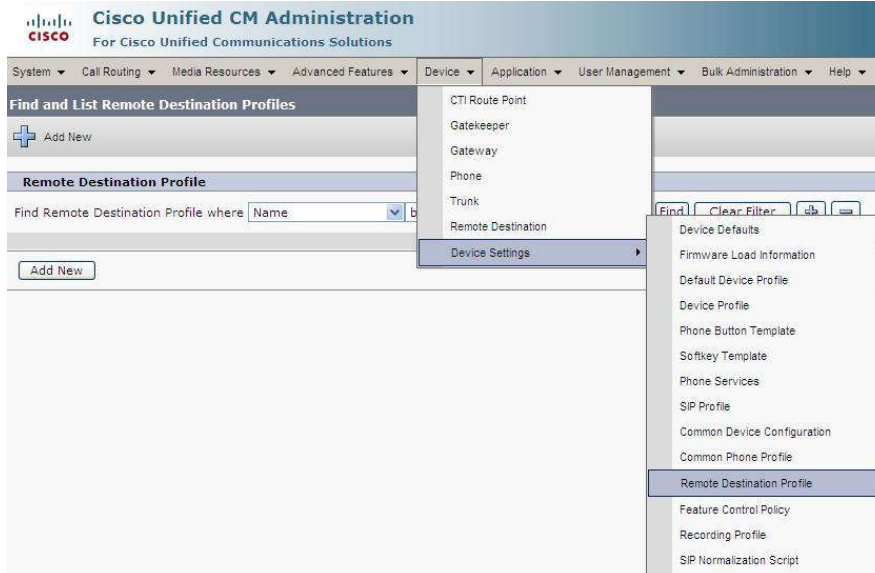 CISCO
Cisco Unified CM Administration
For Cisco Unified Communications Solutions
System Call Routing Media Resources Advanced Features Device Application User Management Bulk Administration Help
Find and List Remote Destination Profiles
Add New
Remote Destination Profile
Find Remote Destination Profile where Name b Find Clear Filter
Add New
CTI Route Point
Gatekeeper
Gateway
Phone
Trunk
Remote Destination
Device Settings
Device Defaults
Firmware Load Information
Default Device Profile
Device Profile
Phone Button Template
Softkey Template
Phone Services
SIP Profile
Common Device Configuration
Common Phone Profile
Remote Destination Profile
Feature Control Policy
Recording Profile
SIP Normalization Script